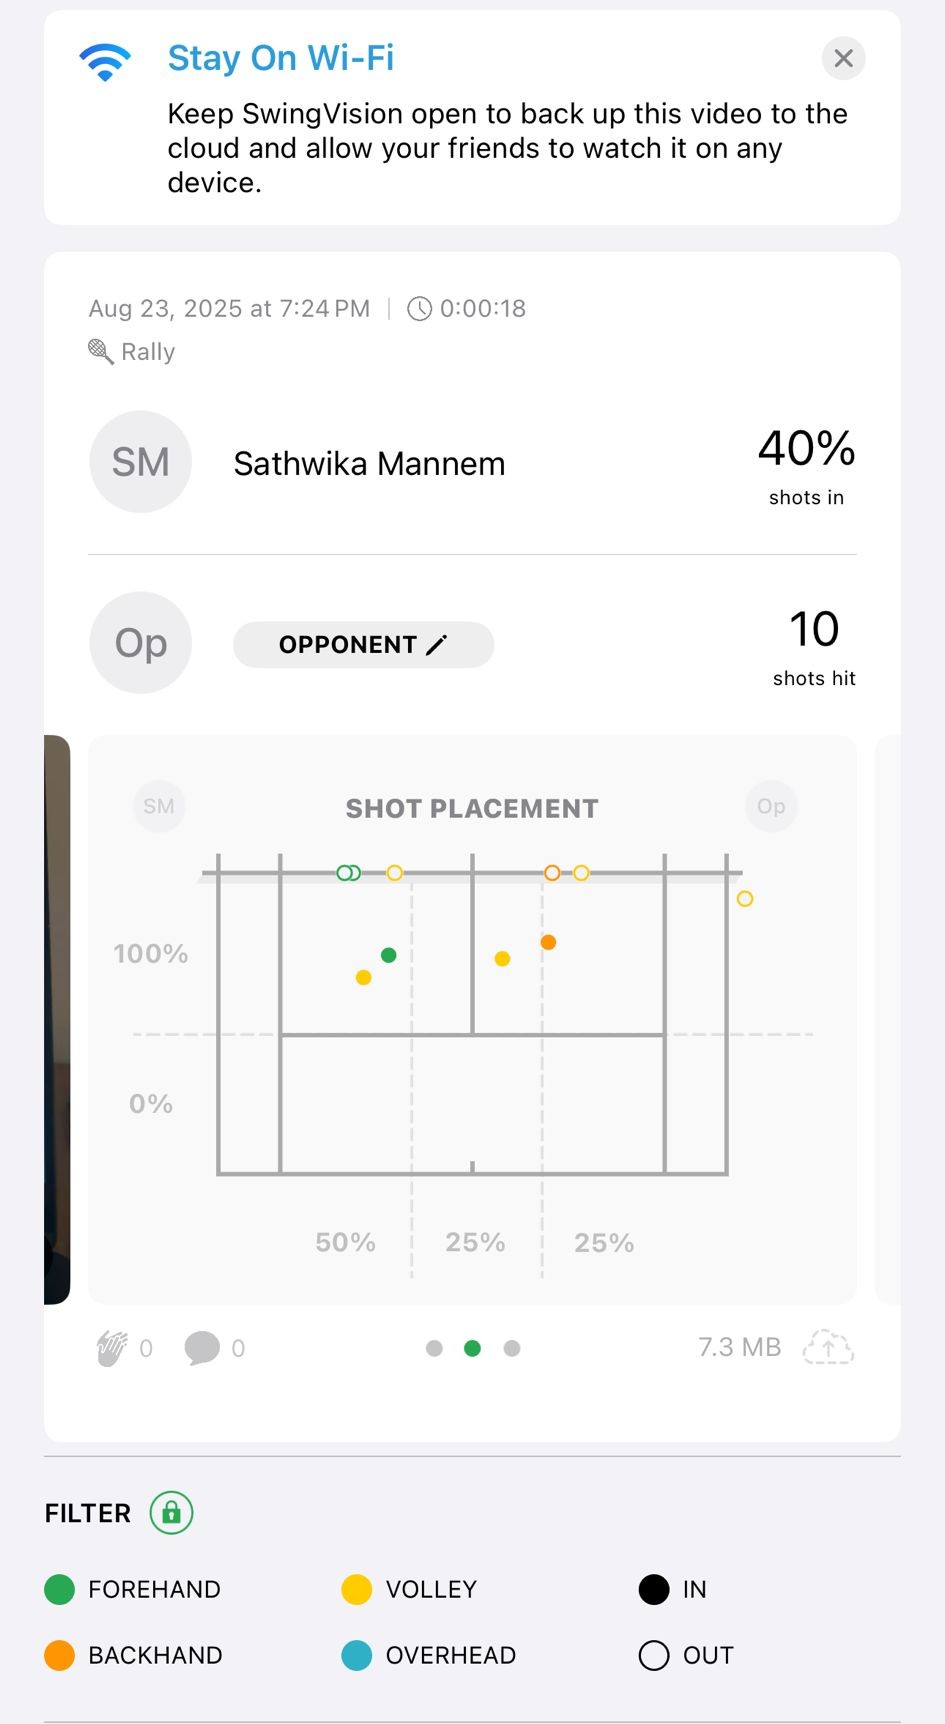 Stay On Wi-Fi
Keep SwingVision open to back up this video to the
cloud and allow your friends to watch it on any
device.
Aug 23, 2025 at 7:24 PM | 0:00:18
Rally
SM
Sathwika Mannem
40%
shots in
Op
OPPONENT
10
shots hit
SM
SHOT PLACEMENT
Op
100%
0%
50%
25%
25%
0
0
7.3 MB
FILTER
FOREHAND
VOLLEY
IN
BACKHAND
OVERHEAD
OUT